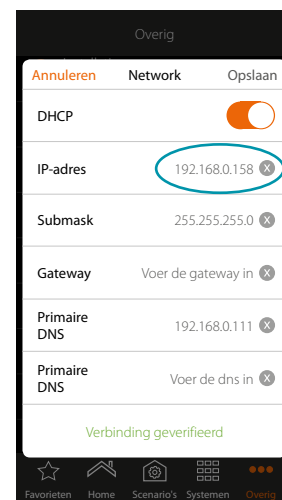 Overig
Annuleren Network Opslaan
DHCP
IP-adres 192.168.0.158 X
Submask 255.255.255.0 X
Gateway Voer de gateway in X
Primaire DNS 192.168.0.111 X
Primaire DNS Voer de dns in X
Verbinding geverifieerd
Favorieten Home Scenario's Systemen Overig